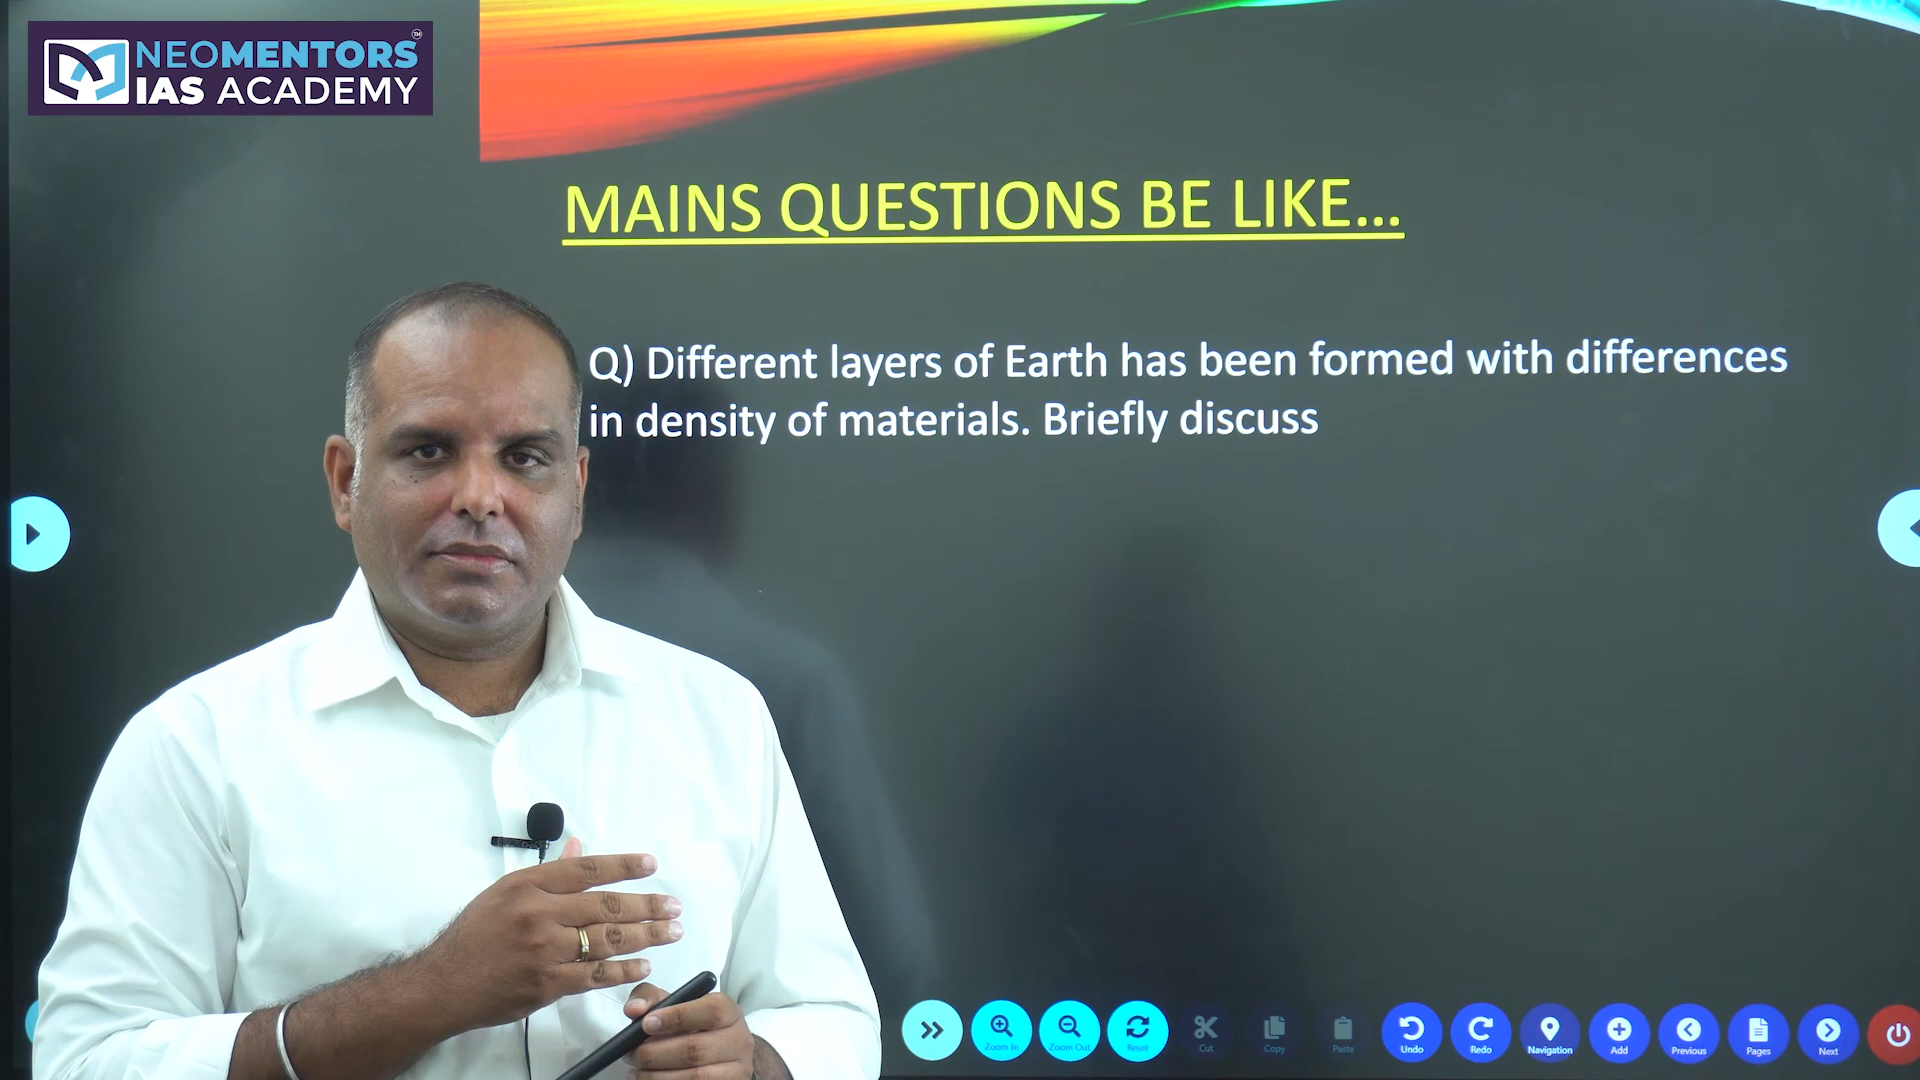 NEOMENTORS™
IAS ACADEMY
MAINS QUESTIONS BE LIKE...
Q) Different layers of Earth has been formed with differences
in density of materials. Briefly discuss
Zoom In
Zoom Out
Reset
Cut
Copy
Paste
Undo
Redo
Navigation
Add
Previous
Pages
Next